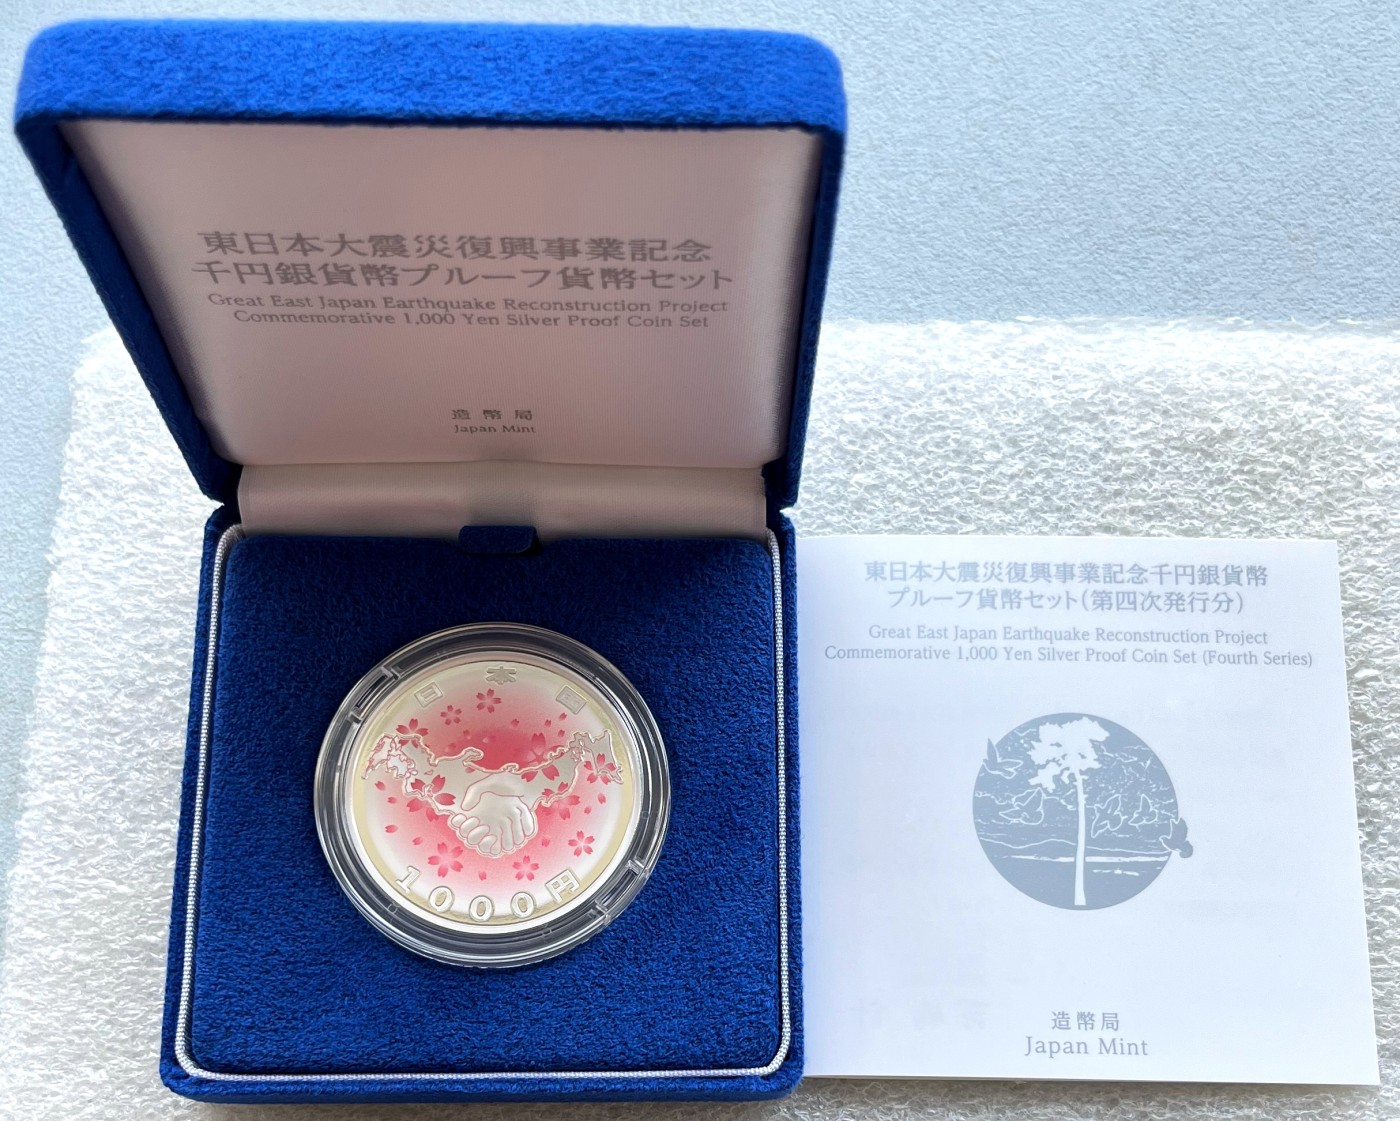 東日本大震災復興事業記念
千円銀貨幣プルーフ貨幣セット
Great East Japan Earthquake Reconstruction Project
Commemorative 1,000 Yen Silver Proof Coin Set
造幣局
Japan Mint
日本国
1000円
東日本大震災復興事業記念千円銀貨幣
プルーフ貨幣セット(第四次発行分)
Great East Japan Earthquake Reconstruction Project
Commemorative 1,000 Yen Silver Proof Coin Set (Fourth Series)
造幣局
Japan Mint